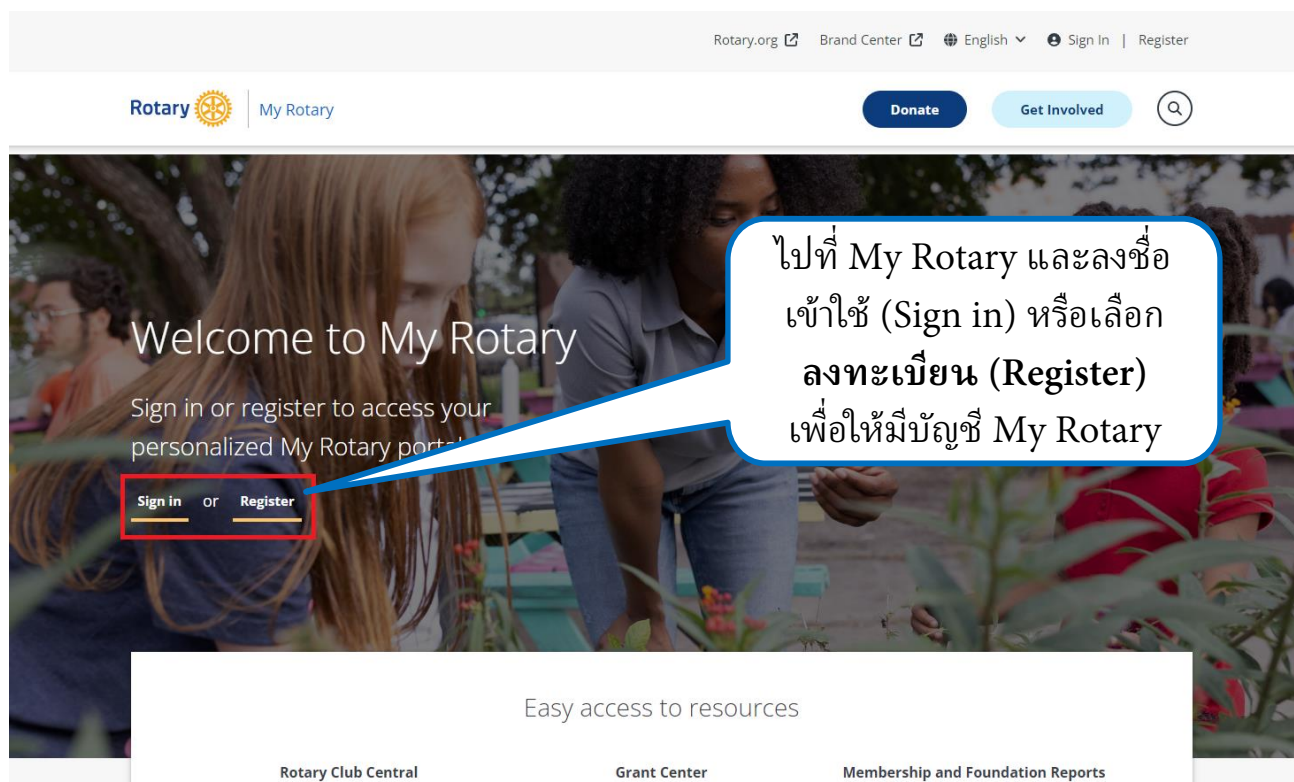 Rotary.org Brand Center English Sign In | Register
Rotary My Rotary Donate Get Involved
ไปที่ My Rotary และลงชื่อ
เข้าใช้ (Sign in) หรือเลือก
ลงทะเบียน (Register)
เพื่อให้มีบัญชี My Rotary
Welcome to My Rotary
Sign in or register to access your
personalized My Rotary
Sign in or Register
Easy access to resources
Rotary Club Central Grant Center Membership and Foundation Reports